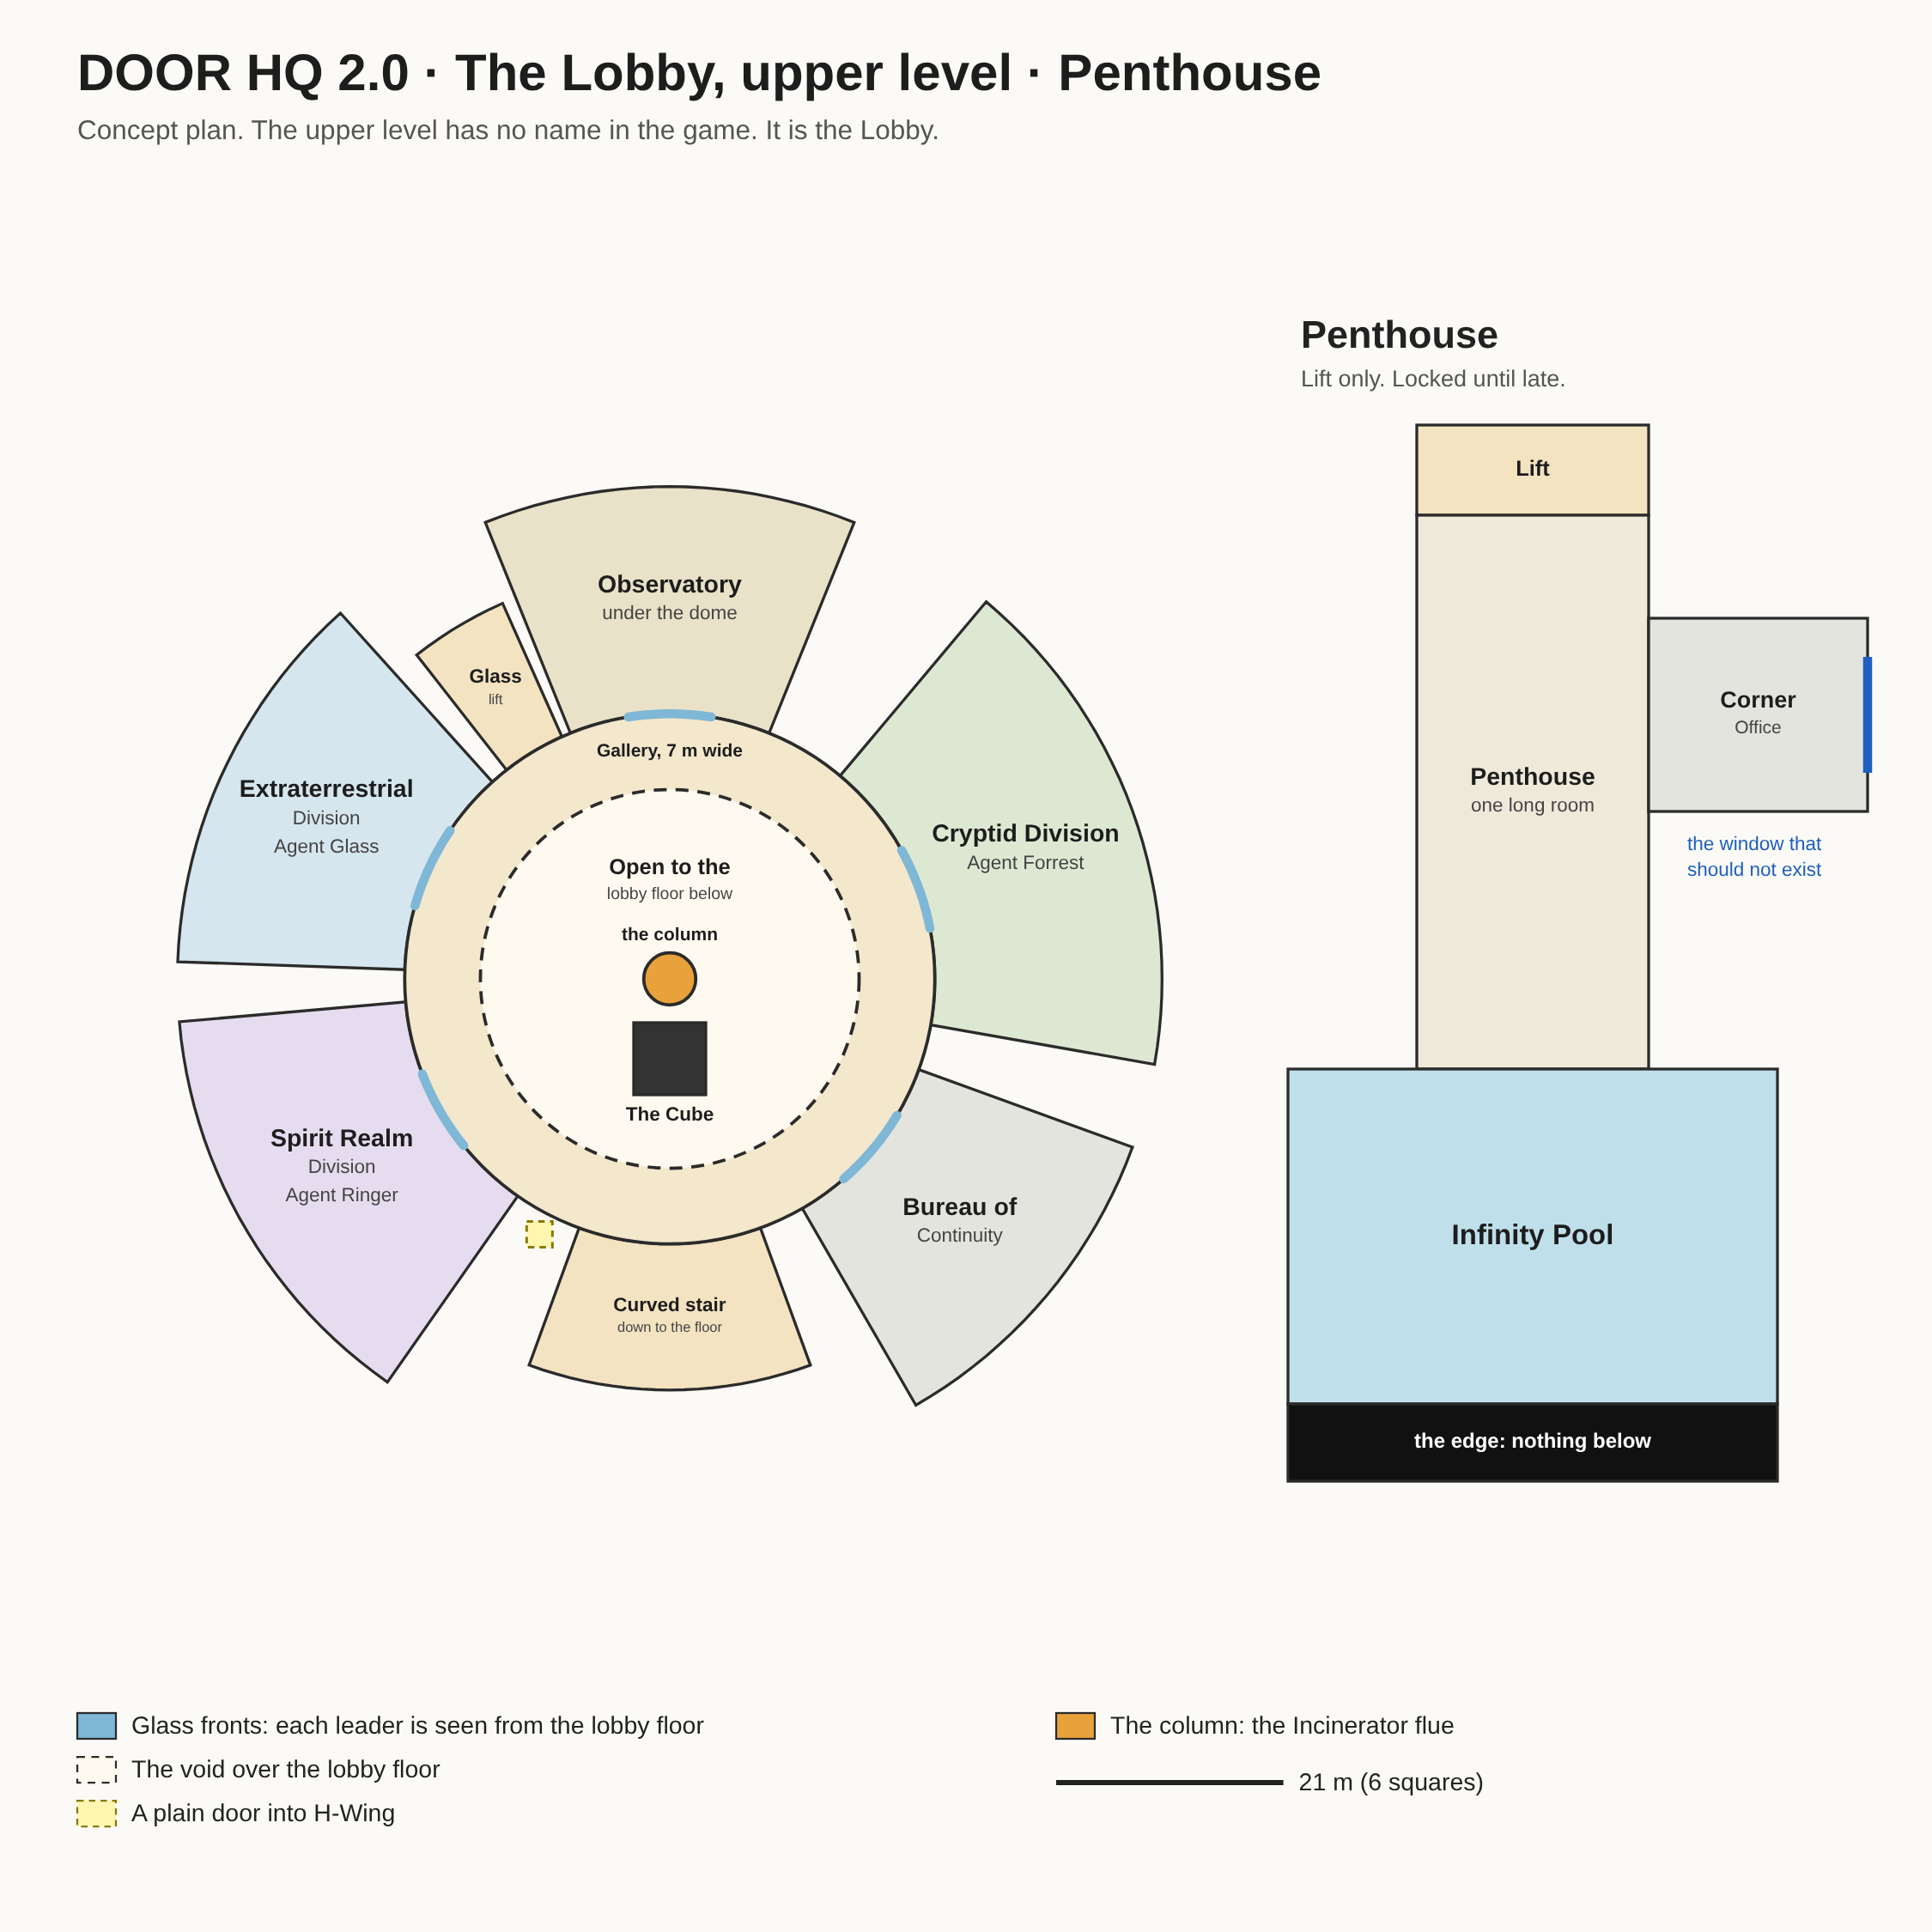 DOOR HQ 2.0 · The Lobby, upper level · Penthouse
Concept plan. The upper level has no name in the game. It is the Lobby.
Penthouse
Lift only. Locked until late.
Lift
Observatory
under the dome
Glass
lift
Corner
Office
Gallery, 7 m wide
Extraterrestrial
Division
Agent Glass
Penthouse
one long room
Cryptid Division
Agent Forrest
the window that
should not exist
Open to the
lobby floor below
the column
The Cube
Spirit Realm
Division
Agent Ringer
Bureau of
Continuity
Infinity Pool
Curved stair
down to the floor
the edge: nothing below
Glass fronts: each leader is seen from the lobby floor
The void over the lobby floor
A plain door into H-Wing
The column: the Incinerator flue
21 m (6 squares)